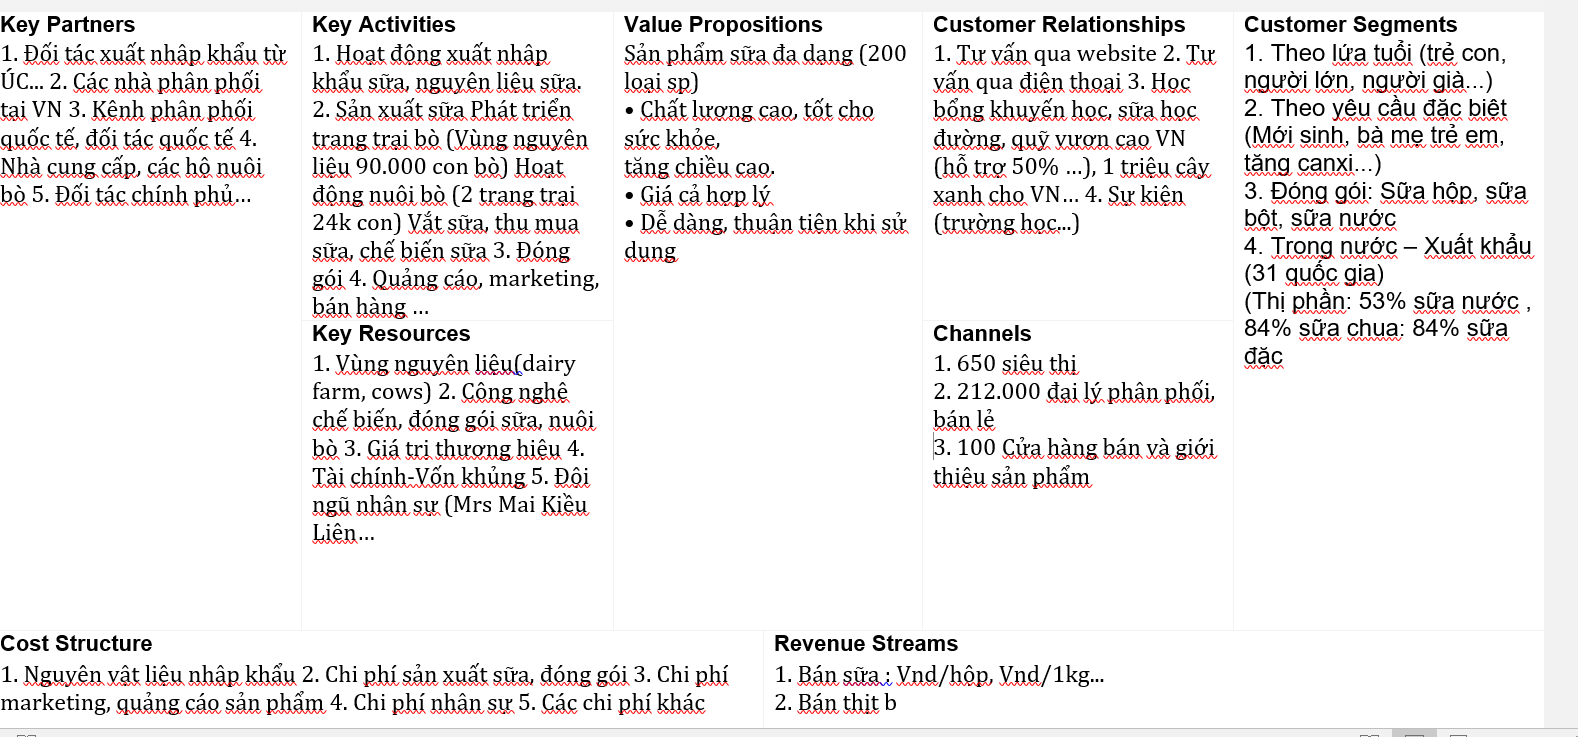 Key Partners
1. Đối tác xuất nhập khẩu từ
ÚC... 2. Các nhà phân phối
tại VN 3. Kênh phân phối
quốc tế, đối tác quốc tế 4.
Nhà cung cấp, các hộ nuôi
bò 5. Đối tác chính phủ...
Key Activities
1. Hoạt động xuất nhập
khẩu sữa, nguyên liệu sữa.
2. Sản xuất sữa Phát triển
trang trại bò (Vùng nguyên
liệu 90.000 con bò) Hoạt
động nuôi bò (2 trang trại
24k con) Vắt sữa, thu mua
sữa, chế biến sữa 3. Đóng
gói 4. Quảng cáo, marketing,
bán hàng ...
Key Resources
1. Vùng nguyên liệu(dairy
farm, cows) 2. Công nghệ
chế biến, đóng gói sữa, nuôi
bò 3. Giá trị thương hiệu 4.
Tài chính-Vốn khủng 5. Đội
ngũ nhân sự (Mrs Mai Kiều
Liên...
Value Propositions
Sản phẩm sữa đa dạng (200
loại sp)
• Chất lượng cao, tốt cho
sức khỏe,
tăng chiều cao.
• Giá cả hợp lý
• Dễ dàng, thuận tiện khi sử
dụng
Customer Relationships
1. Tư vấn qua website 2. Tư
vấn qua điện thoại 3. Học
bổng khuyến học, sữa học
đường, quỹ vươn cao VN
(hỗ trợ 50% ...), 1 triệu cây
xanh cho VN... 4. Sự kiện
(trường học...)
Channels
1. 650 siêu thị
2. 212.000 đại lý phân phối,
bán lẻ
3. 100 Cửa hàng bán và giới
thiệu sản phẩm
Customer Segments
1. Theo lứa tuổi (trẻ con,
người lớn, người già...)
2. Theo yêu cầu đặc biệt
(Mới sinh, bà mẹ trẻ em,
tăng canxi...)
3. Đóng gói: Sữa hộp, sữa
bột, sữa nước
4. Trong nước – Xuất khẩu
(31 quốc gia)
(Thị phần: 53% sữa nước ,
84% sữa chua: 84% sữa
đặc
Cost Structure
1. Nguyên vật liệu nhập khẩu 2. Chi phí sản xuất sữa, đóng gói 3. Chi phí
marketing, quảng cáo sản phẩm 4. Chi phí nhân sự 5. Các chi phí khác
Revenue Streams
1. Bán sữa : Vnd/hộp, Vnd/1kg...
2. Bán thịt b